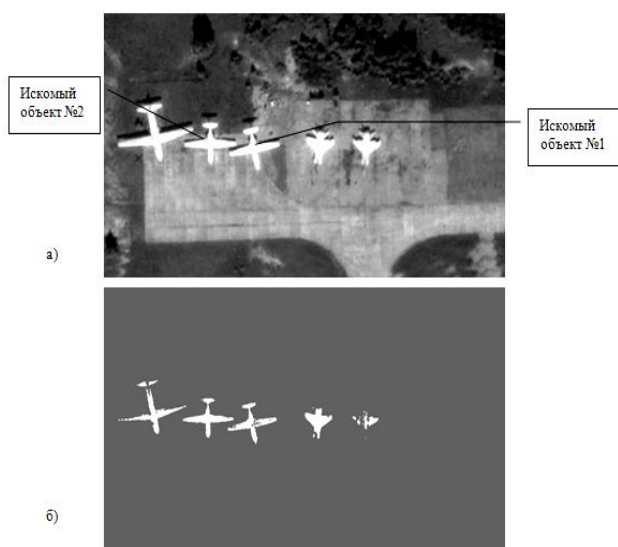 Искомый
объект №2
Искомый
объект №1
а)
б)